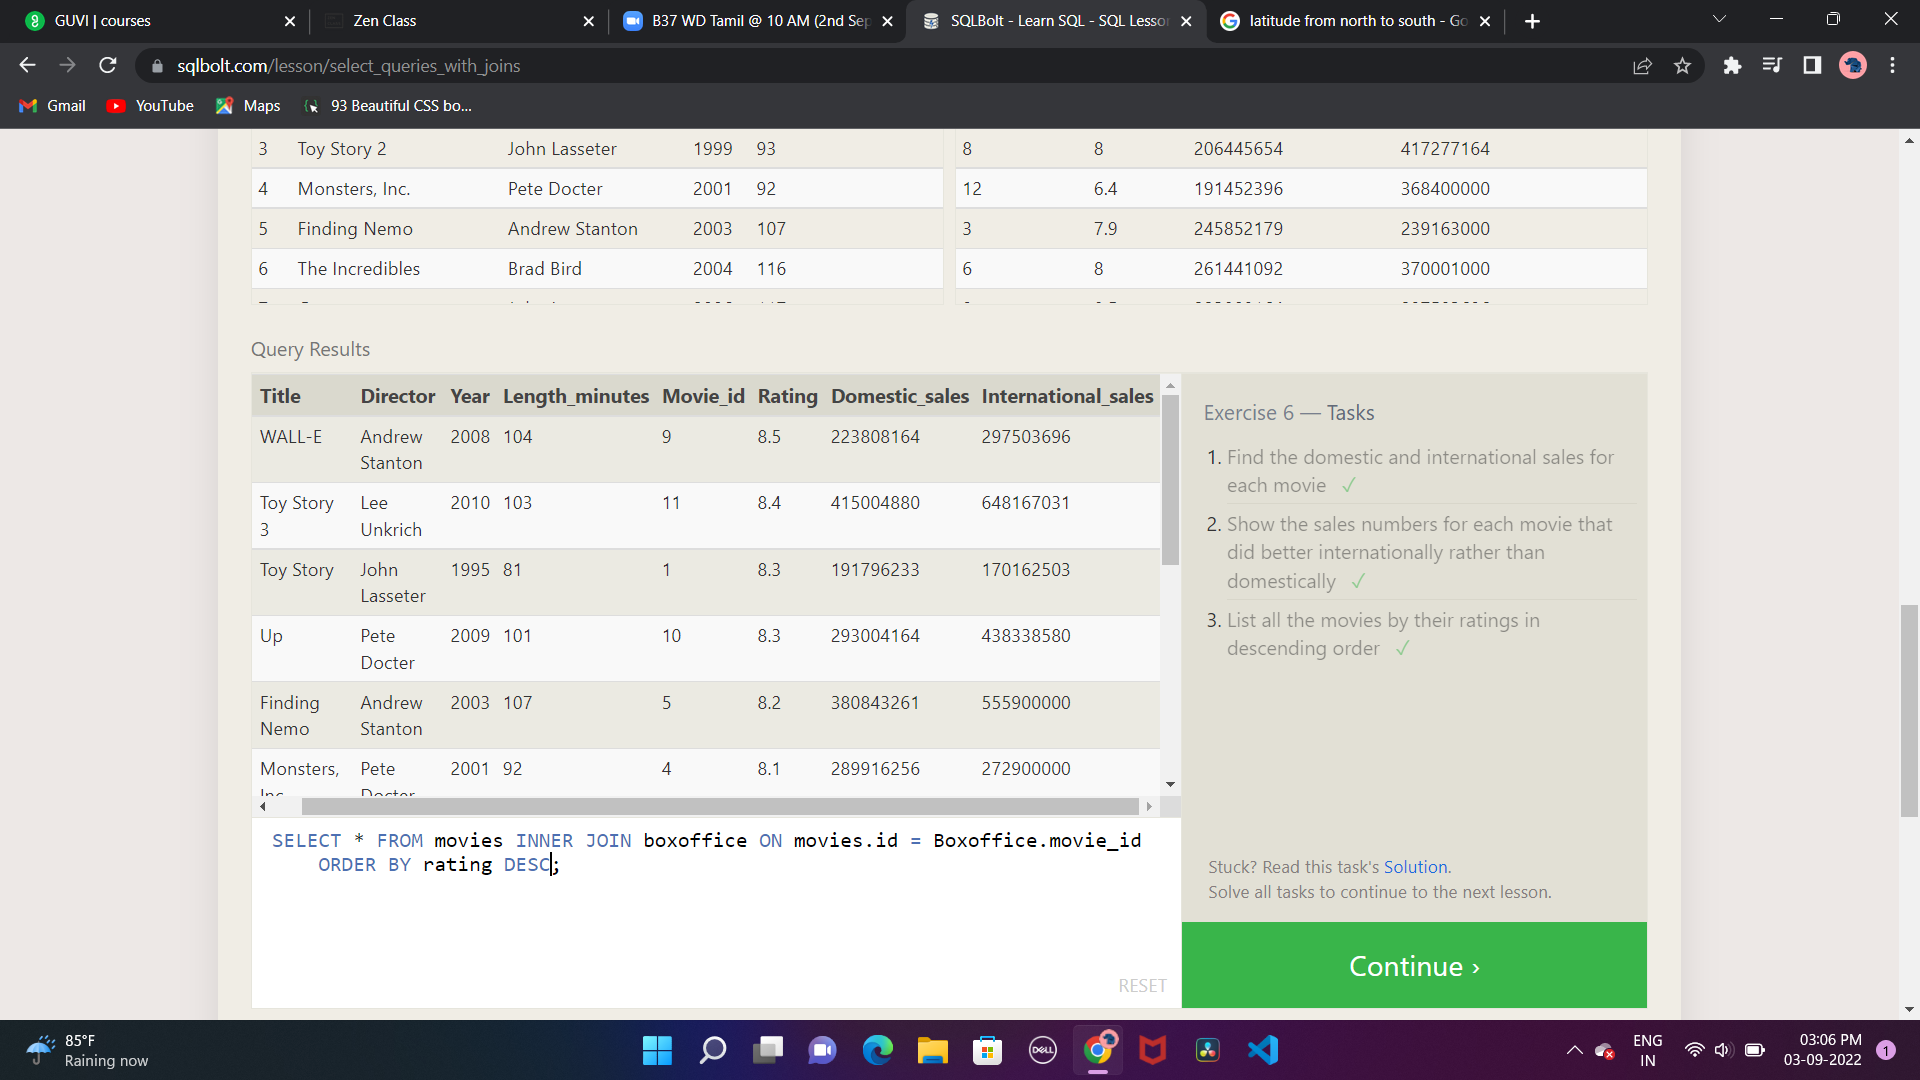 GUVI | courses
Zen Class
B37 WD Tamil @ 10 AM (2nd Sep
SQLBolt - Learn SQL - SQL Lesson
latitude from north to south - Go
sqlbolt.com/lesson/select_queries_with_joins
Gmail
YouTube
Maps
93 Beautiful CSS bo...
3 Toy Story 2 John Lasseter 1999 93
8 8 206445654 417277164
4 Monsters, Inc. Pete Docter 2001 92
12 6.4 191452396 368400000
5 Finding Nemo Andrew Stanton 2003 107
3 7.9 245852179 239163000
6 The Incredibles Brad Bird 2004 116
6 8 261441092 370001000
Query Results
Title Director Year Length_minutes Movie_id Rating Domestic_sales International_sales
WALL-E Andrew 2008 104 9 8.5 223808164 297503696
Stanton
Toy Story Lee 2010 103 11 8.4 415004880 648167031
3 Unkrich
Toy Story John 1995 81 1 8.3 191796233 170162503
Lasseter
Up Pete 2009 101 10 8.3 293004164 438338580
Docter
Finding Andrew 2003 107 5 8.2 380843261 555900000
Nemo Stanton
Monsters, Pete 2001 92 4 8.1 289916256 272900000
Inc. Docter
SELECT * FROM movies INNER JOIN boxoffice ON movies.id = Boxoffice.movie_id
ORDER BY rating DESC;
RESET
Exercise 6 — Tasks
1. Find the domestic and international sales for
each movie ✓
2. Show the sales numbers for each movie that
did better internationally rather than
domestically ✓
3. List all the movies by their ratings in
descending order ✓
Stuck? Read this task's Solution.
Solve all tasks to continue to the next lesson.
Continue ›
85°F
Raining now
DELL
ENG
IN
03:06 PM
03-09-2022
1